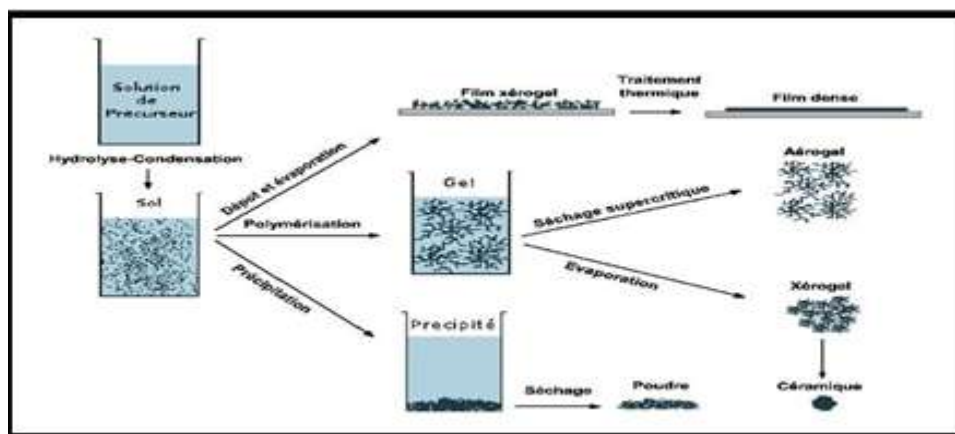 Solution
de
Précurseur
Hydrolyse-Condensation
Sol
Dépôt et évaporation
Film xérogel
Traitement
thermique
Film dense
Polymérisation
Gel
Séchage supercritique
Aérogel
Evaporation
Xérogel
Céramique
Précipitation
Precipité
Séchage
Poudre